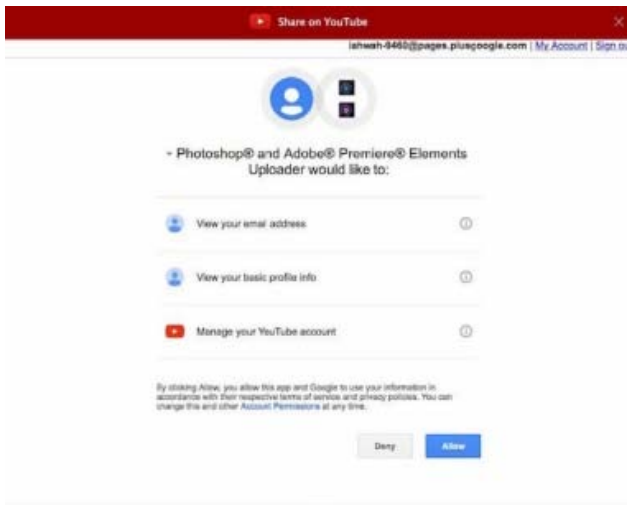 Share on YouTube
iahwah-9460@pages.plusgoogle.com | My Account | Sign ou
Photoshop® and Adobe® Premiere® Elements
Uploader would like to:
View your email address
View your basic profile info
Manage your YouTube account
By clicking Allow, you allow this app and Google to use your information in
accordance with their respective terms of service and privacy policies. You can
change this and other Account Permissions at any time.
Deny
Allow